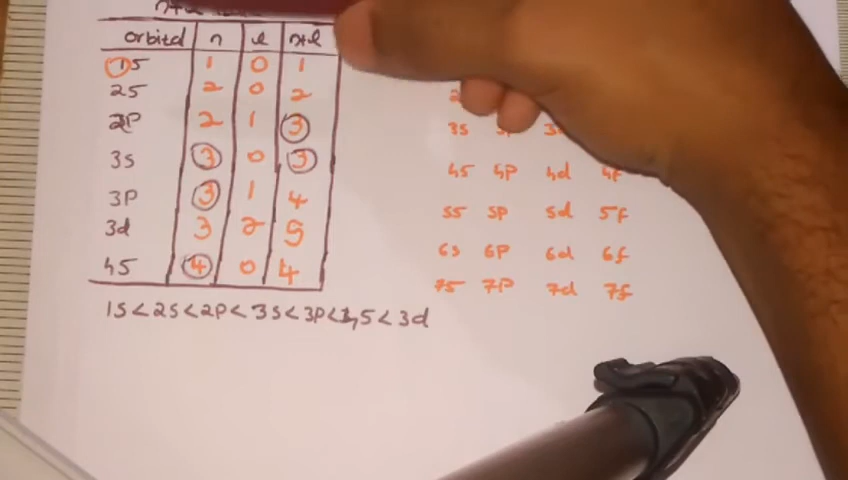 orbital n l n+l
1s 1 0 1
2s 2 0 2
2p 2 1 3
3s 3 0 3
3p 3 1 4
3d 3 2 5
4s 4 0 4
1s < 2s < 2p < 3s < 3p < 4s < 3d
3s
4s 4p 4d 4f
5s 5p 5d 5f
6s 6p 6d 6f
7s 7p 7d 7f